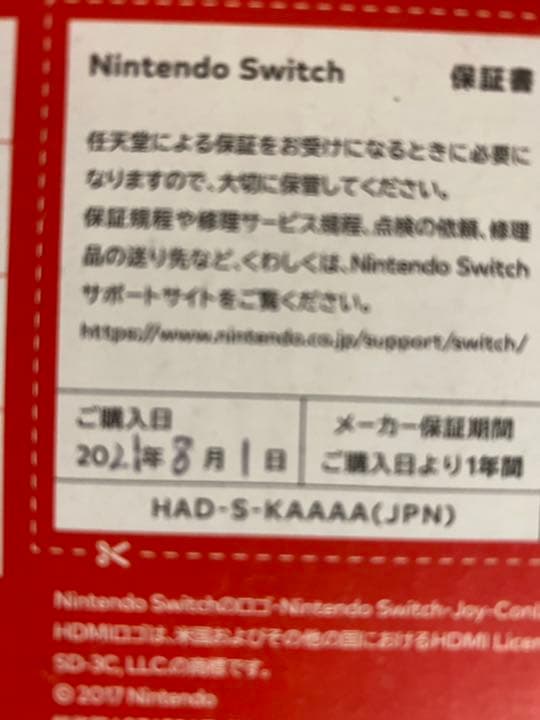 Nintendo Switch 保証書
任天堂による保証をお受けになるときに必要に
なりますので、大切に保管してください。
保証規程や修理サービス規程、点検の依頼、修理
品の送り先など、くわしくは、Nintendo Switch
サポートサイトをご覧ください。
https://www.nintendo.co.jp/support/switch/
ご購入日
2021年8月1日
メーカー保証期間
ご購入日より1年間
HAD-S-KAAAA(JPN)
Nintendo Switchのロゴ・Nintendo Switch・Joy-Con
HDMIロゴは、米国およびその他の国におけるHDMI Licen
SD-3C, LLC.の商標です。
© 2017 Nintendo